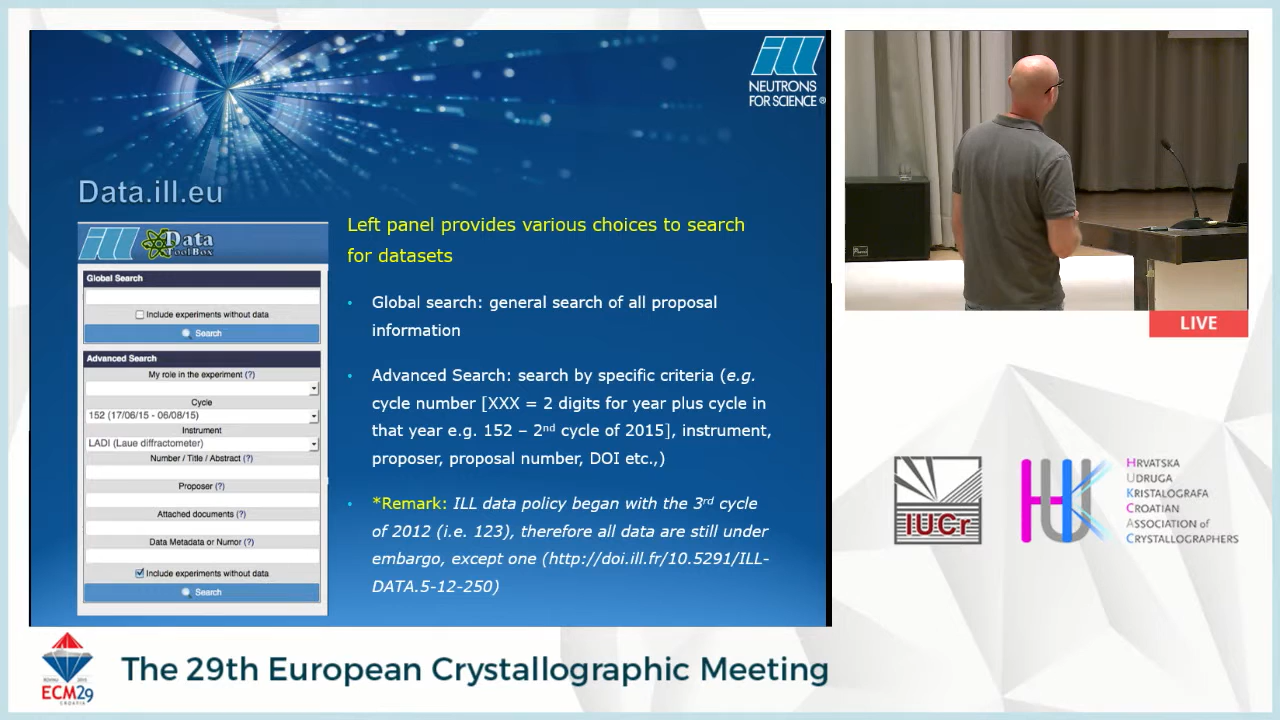 ill
NEUTRONS
FOR SCIENCE®
Data.ill.eu
ill Data
ToolBox
Global Search
Include experiments without data
Search
Advanced Search
My role in the experiment (?)
Cycle
152 (17/06/15 - 06/08/15)
Instrument
LADI (Laue diffractometer)
Number / Title / Abstract (?)
Proposer (?)
Attached documents (?)
Data Metadata or Numor (?)
Include experiments without data
Search
Left panel provides various choices to search
for datasets
• Global search: general search of all proposal
information
• Advanced Search: search by specific criteria (e.g.
cycle number [XXX = 2 digits for year plus cycle in
that year e.g. 152 – 2nd cycle of 2015], instrument,
proposer, proposal number, DOI etc.,)
• *Remark: ILL data policy began with the 3rd cycle
of 2012 (i.e. 123), therefore all data are still under
embargo, except one (http://doi.ill.fr/10.5291/ILL-
DATA.5-12-250)
LIVE
IUCr
HUK
HRVATSKA
UDRUGA
KRISTALOGRAFA
CROATIAN
ASSOCIATION of
CRYSTALLOGRAPHERS
ECM29
CROATIA
The 29th European Crystallographic Meeting